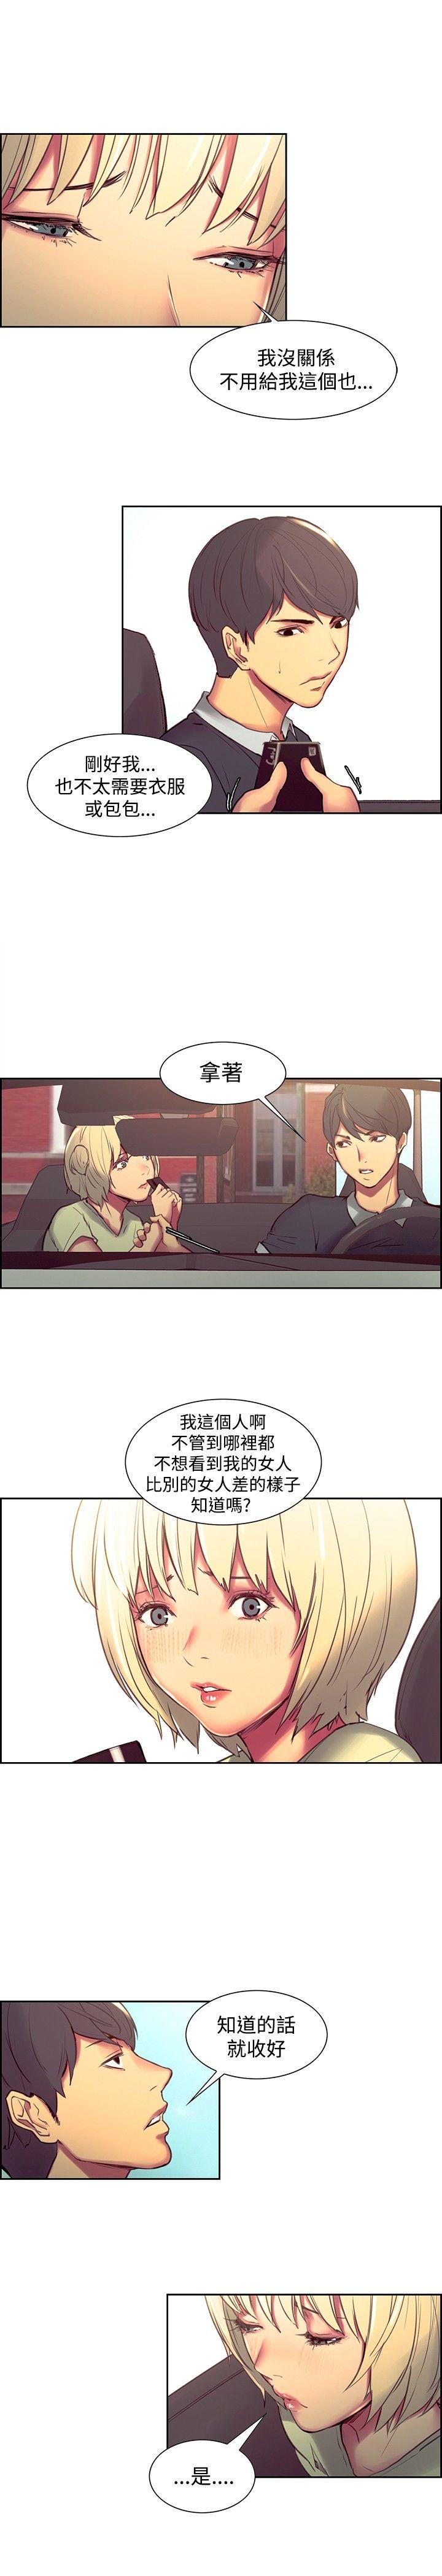 我沒關係
不用給我這個也...
剛好我...
也不太需要衣服
或包包...
拿著
我這個人啊
不管到哪裡都
不想看到我的女人
比別的女人差的樣子
知道嗎?
知道的話
就收好
...是....